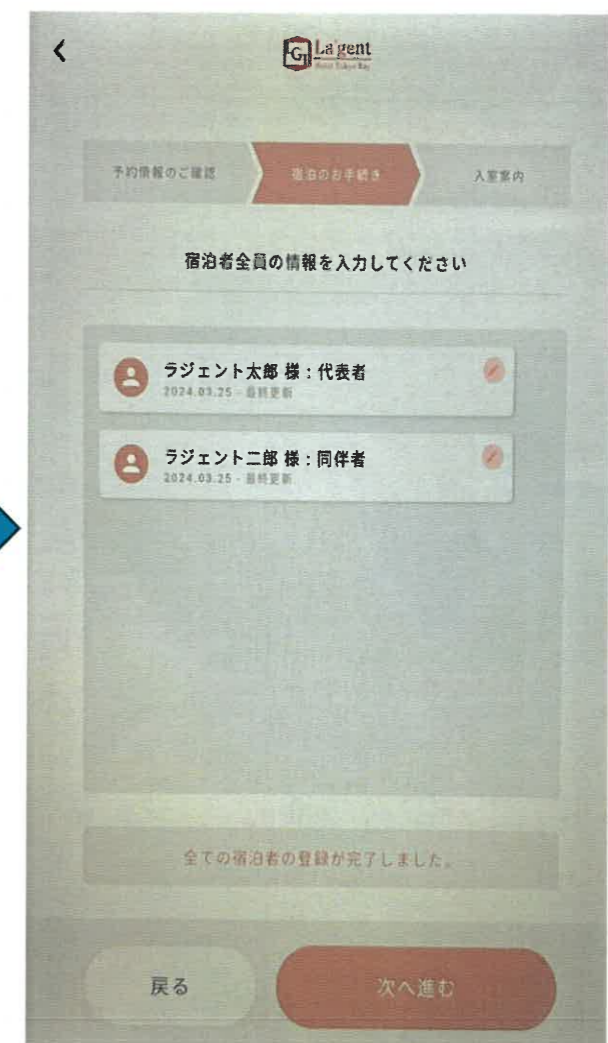 La'gent
Hotel Tokyo Bay
予約情報のご確認
宿泊のお手続き
入室案内
宿泊者全員の情報を入力してください
ラジェント太郎 様：代表者
2024.03.25 - 最終更新
ラジェント二郎 様：同伴者
2024.03.25 - 最終更新
全ての宿泊者の登録が完了しました。
戻る
次へ進む